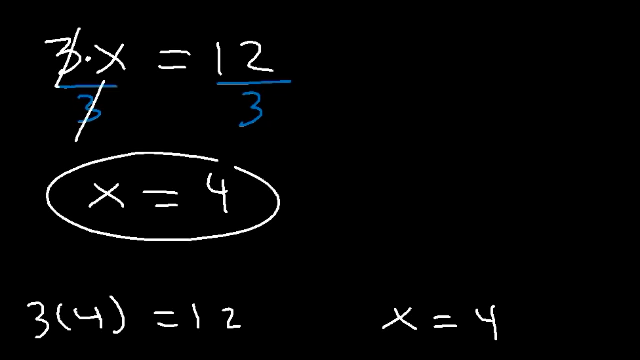 3·x = 12
3 3
x = 4
3(4) = 12 x = 4